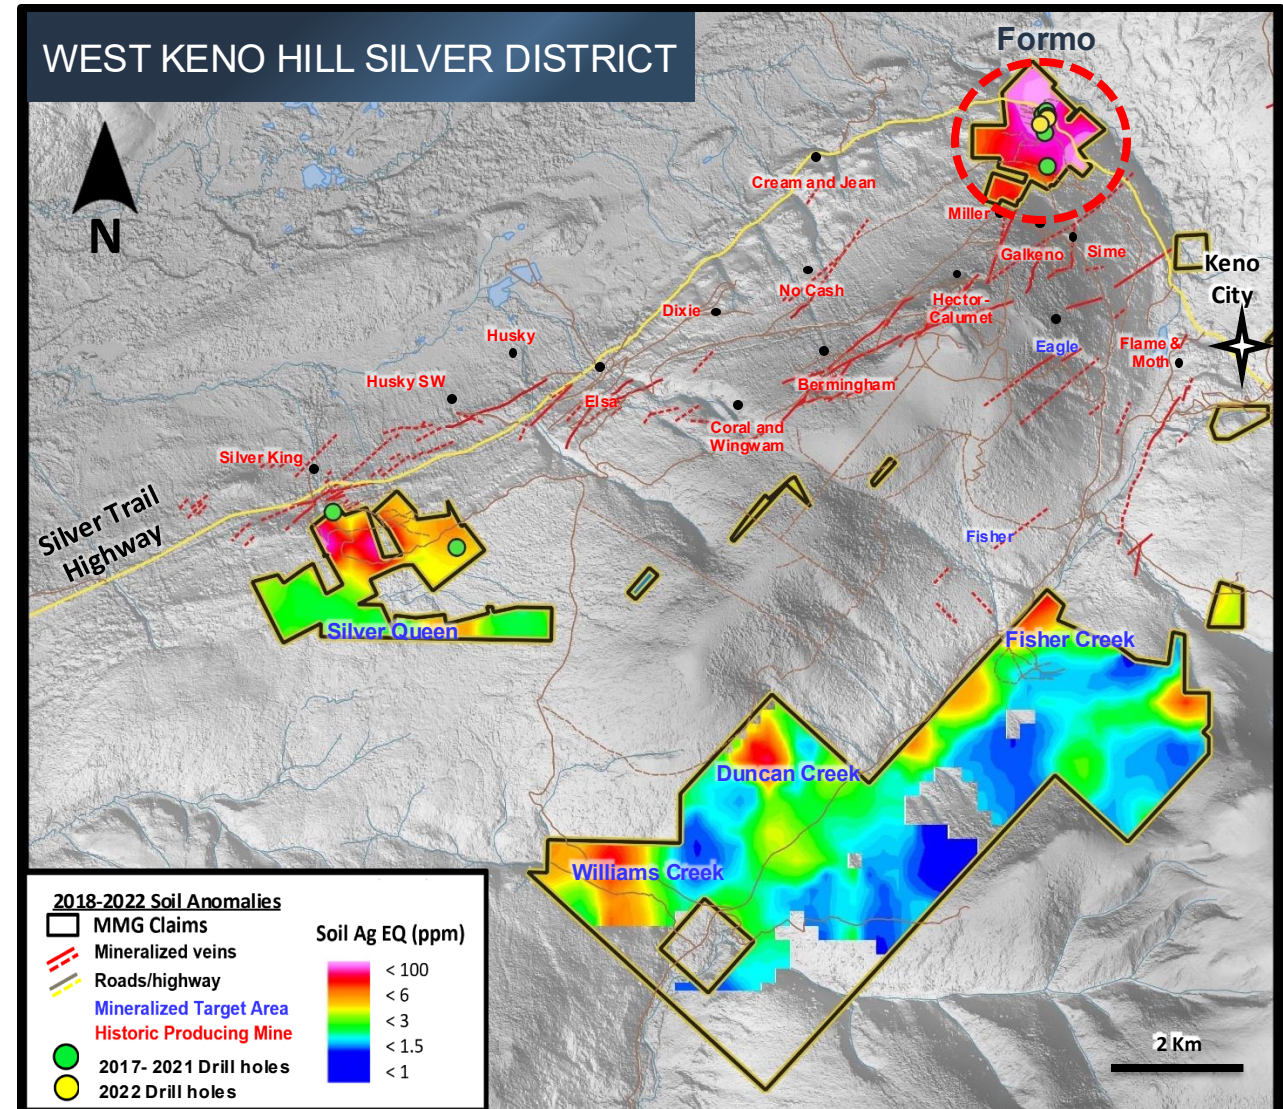 WEST KENO HILL SILVER DISTRICT
Formo
N
Cream and Jean
Miller
Galkeno
Sime
Keno
City
No Cash
Hector-
Calumet
Dixie
Eagle
Flame &
Moth
Husky
Husky SW
Bermingham
Elsa
Coral and
Wingwam
Silver King
Silver Trail
Highway
Fisher
Silver Queen
Fisher Creek
Duncan Creek
Williams Creek
2018-2022 Soil Anomalies
MMG Claims
Mineralized veins
Roads/highway
Mineralized Target Area
Historic Producing Mine
2017- 2021 Drill holes
2022 Drill holes
Soil Ag EQ (ppm)
< 100
< 6
< 3
< 1.5
< 1
2 Km